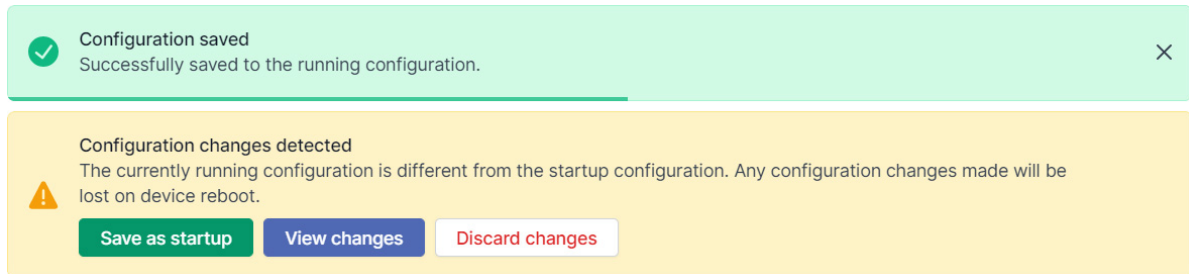 Configuration saved
Successfully saved to the running configuration.
Configuration changes detected
The currently running configuration is different from the startup configuration. Any configuration changes made will be
lost on device reboot.
Save as startup
View changes
Discard changes